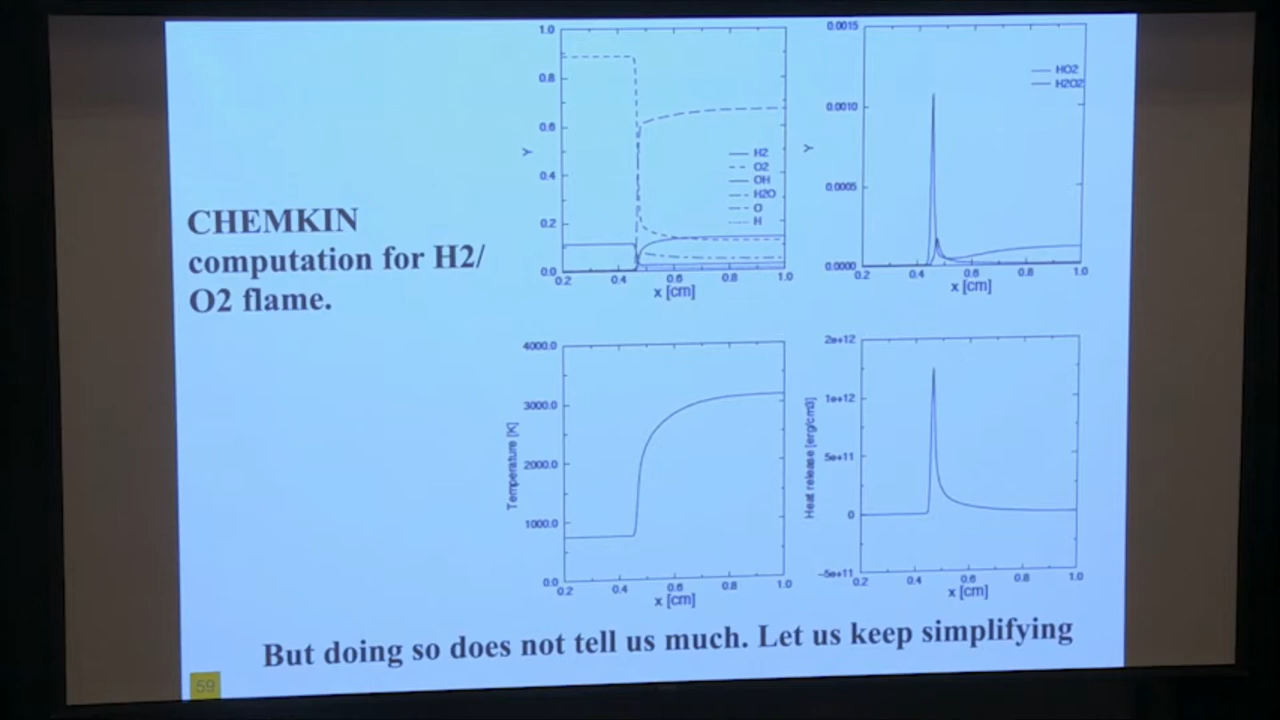 CHEMKIN
computation for H2/
O2 flame.
1.0
0.8
0.6
0.4
0.2
0.0
Y
0.2 0.4 0.6 0.8 1.0
x [cm]
H2
O2
OH
H2O
O
H
0.0015
0.0010
0.0005
0.0000
Y
0.2 0.4 0.6 0.8 1.0
x [cm]
HO2
H2O2
4000.0
3000.0
2000.0
1000.0
0.0
Temperature [K]
0.2 0.4 0.6 0.8 1.0
x [cm]
2e+12
1e+12
5e+11
0
-5e+11
Heat release [erg/cm3]
0.2 0.4 0.6 0.8 1.0
x [cm]
But doing so does not tell us much. Let us keep simplifying
59